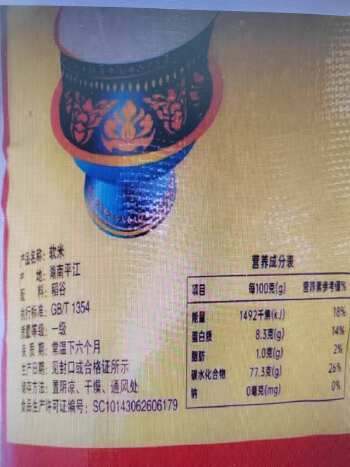 产品名称：软米
产 地：湖南平江
配 料：稻谷
执行标准：GB/T 1354
质量等级：一级
保 质 期：常温下六个月
生产日期：见封口或合格证所示
储存方法：置阴凉、干燥、通风处
食品生产许可证编号：SC10143062606179
营养成分表
项目 每100克(g) 营养素参考值%
能量 1492千焦(kJ) 18%
蛋白质 8.3克(g) 14%
脂肪 1.0克(g) 2%
碳水化合物 77.3克(g) 26%
钠 0毫克(mg) 0%